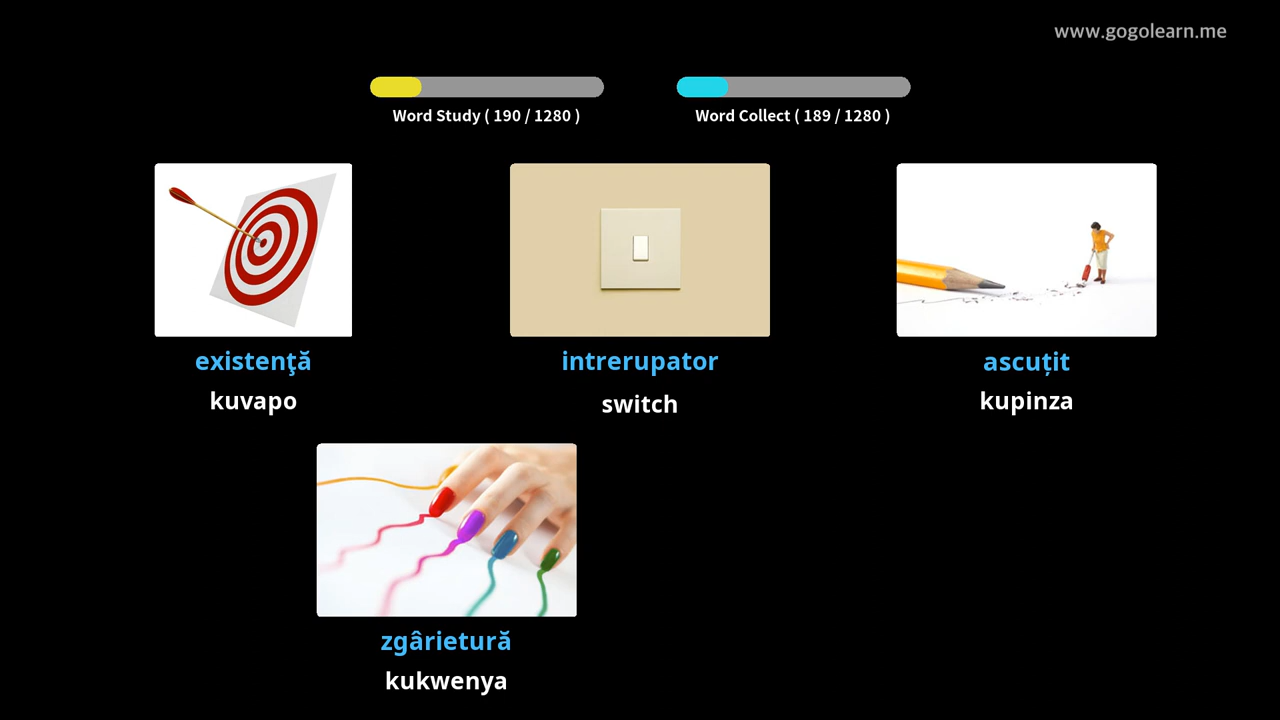 www.gogolearn.me
Word Study ( 190 / 1280 )
Word Collect ( 189 / 1280 )
existenţă
kuvapo
intrerupator
switch
ascuțit
kupinza
zgârietură
kukwenya